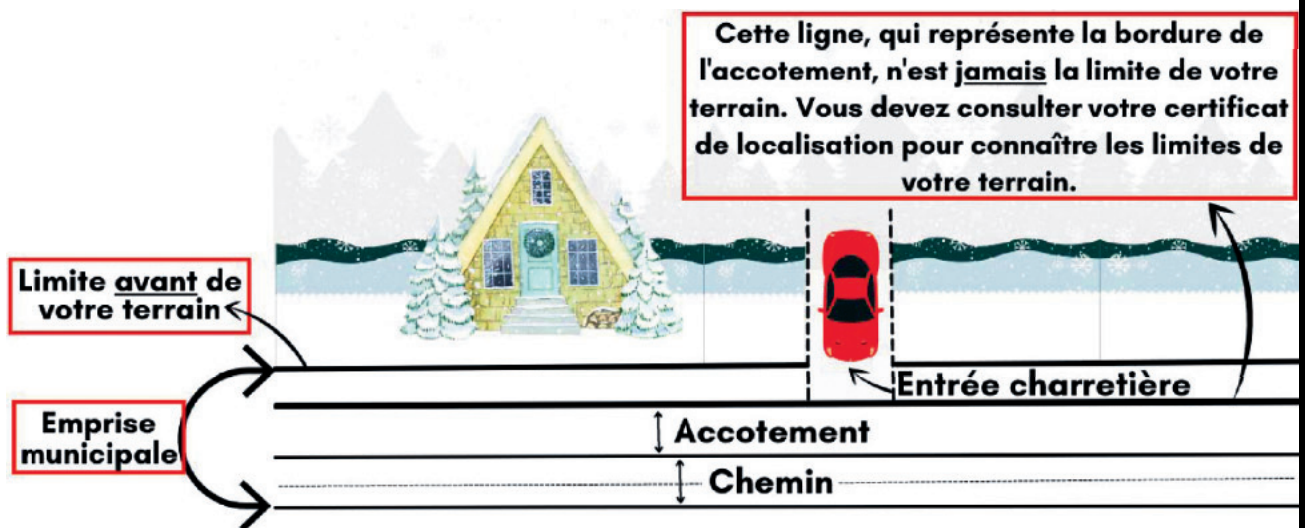 Cette ligne, qui représente la bordure de
l'accotement, n'est jamais la limite de votre
terrain. Vous devez consulter votre certificat
de localisation pour connaître les limites de
votre terrain.
Limite avant de
votre terrain
Entrée charretière
Emprise
municipale
Accotement
Chemin